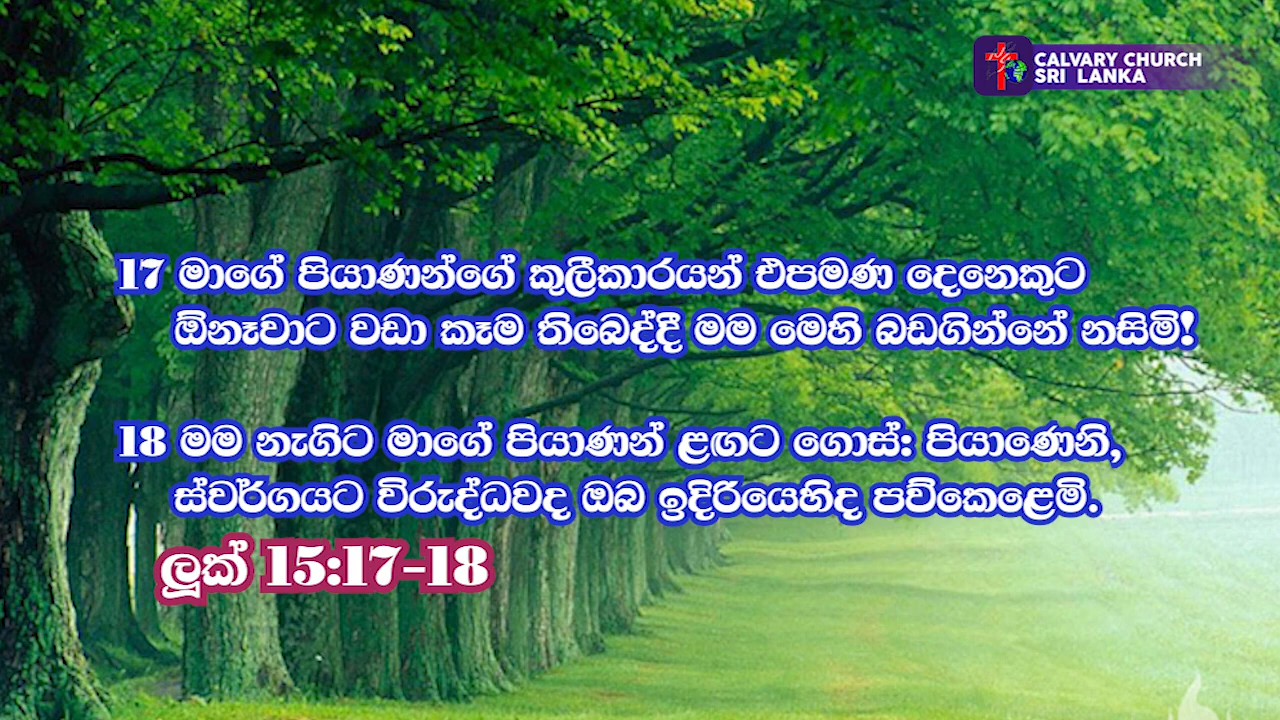 CALVARY CHURCH
SRI LANKA
17 මාගේ පියාණන්ගේ කුලීකාරයන් එපමණ දෙනෙකුට
ඕනෑවාට වඩා කෑම තිබෙද්දී මම මෙහි බඩගින්නේ නසිමි!
18 මම නැගිට මාගේ පියාණන් ළඟට ගොස්: පියාණෙනි,
ස්වර්ගයට විරුද්ධවද ඔබ ඉදිරියෙහිද පව්කෙළෙමි.
ලූක් 15:17-18